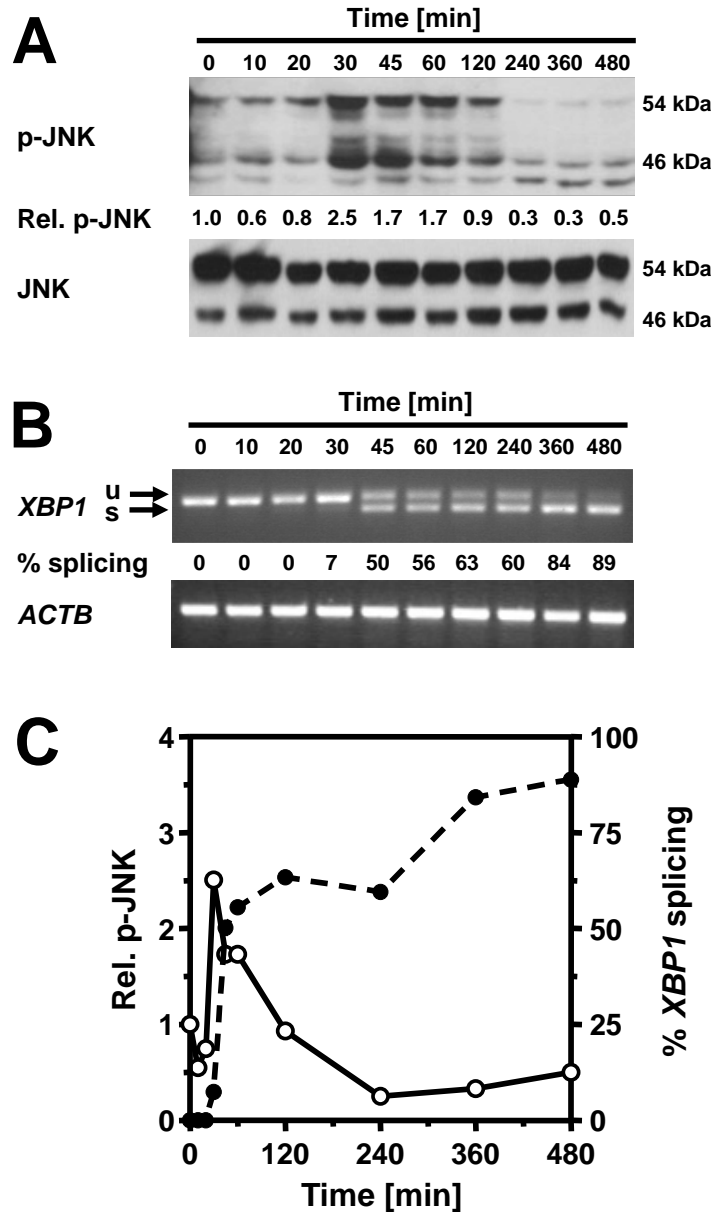 A
Time [min]
0 10 20 30 45 60 120 240 360 480
p-JNK
54 kDa
46 kDa
Rel. p-JNK 1.0 0.6 0.8 2.5 1.7 1.7 0.9 0.3 0.3 0.5
JNK
54 kDa
46 kDa
B
Time [min]
0 10 20 30 45 60 120 240 360 480
XBP1 u
s
% splicing 0 0 0 7 50 56 63 60 84 89
ACTB
C
4 100
3 75
2 50
1 25
0 0
Rel. p-JNK
% XBP1 splicing
0 120 240 360 480
Time [min]